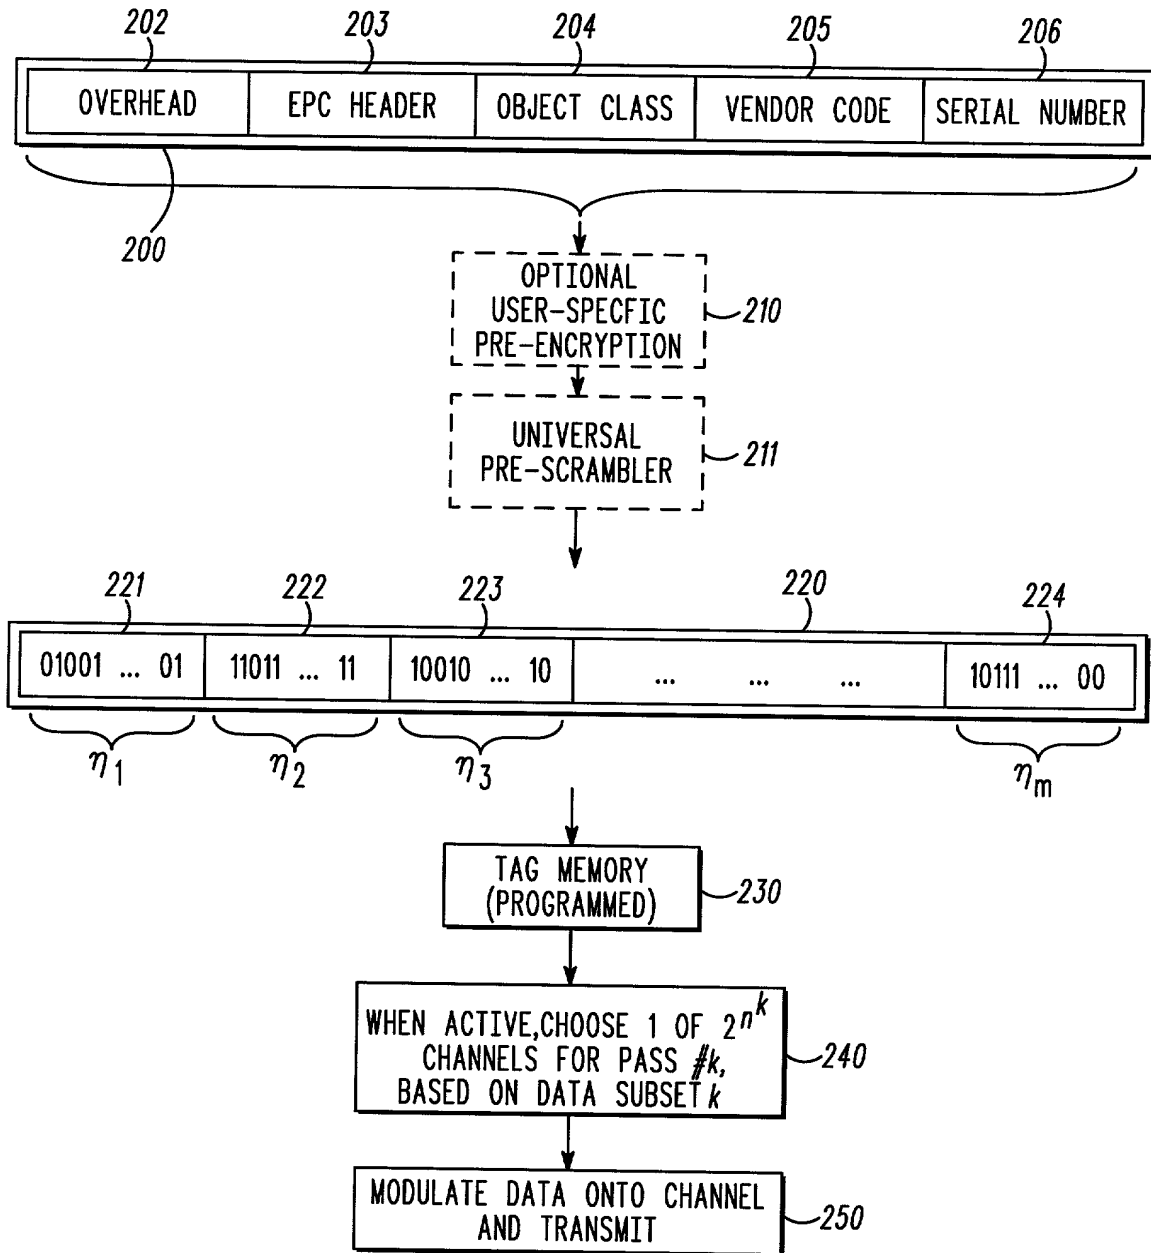 202 203 204 205 206
OVERHEAD EPC HEADER OBJECT CLASS VENDOR CODE SERIAL NUMBER
200
OPTIONAL
USER-SPECFIC
PRE-ENCRYPTION
210
UNIVERSAL
PRE-SCRAMBLER
211
221 222 223 220 224
01001 ... 01 11011 ... 11 10010 ... 10 ... ... ... 10111 ... 00
η1 η2 η3 ηm
TAG MEMORY
(PROGRAMMED)
230
WHEN ACTIVE,CHOOSE 1 OF 2^n^k
CHANNELS FOR PASS #k,
BASED ON DATA SUBSET k
240
MODULATE DATA ONTO CHANNEL
AND TRANSMIT
250